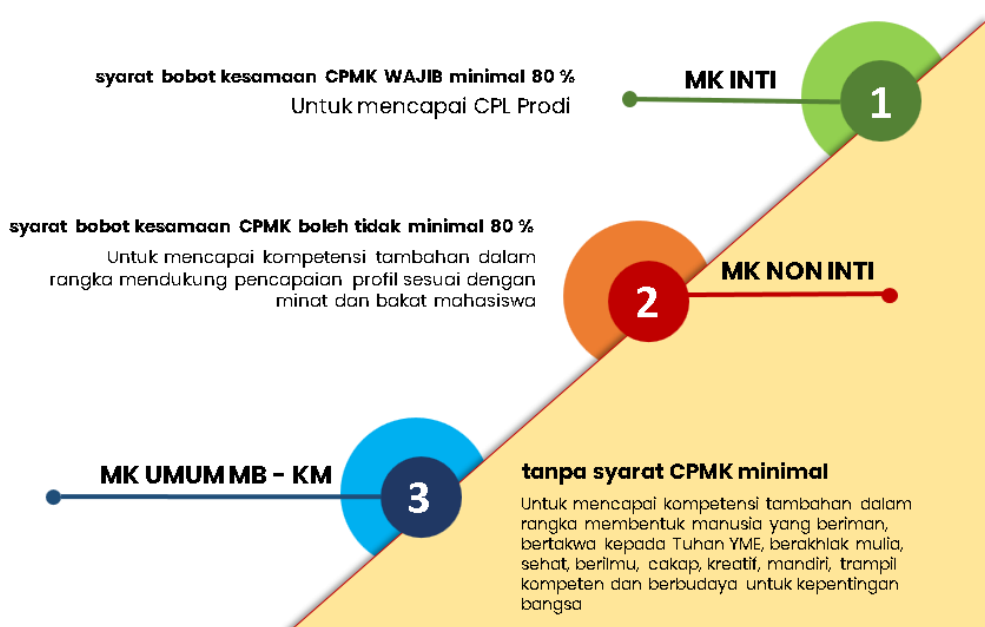 syarat bobot kesamaan CPMK WAJIB minimal 80 %
Untuk mencapai CPL Prodi
MK INTI
1
syarat bobot kesamaan CPMK boleh tidak minimal 80 %
Untuk mencapai kompetensi tambahan dalam
rangka mendukung pencapaian profil sesuai dengan
minat dan bakat mahasiswa
2
MK NON INTI
MK UMUM MB - KM
3
tanpa syarat CPMK minimal
Untuk mencapai kompetensi tambahan dalam
rangka membentuk manusia yang beriman,
bertakwa kepada Tuhan YME, berakhlak mulia,
sehat, berilmu, cakap, kreatif, mandiri, trampil
kompeten dan berbudaya untuk kepentingan
bangsa